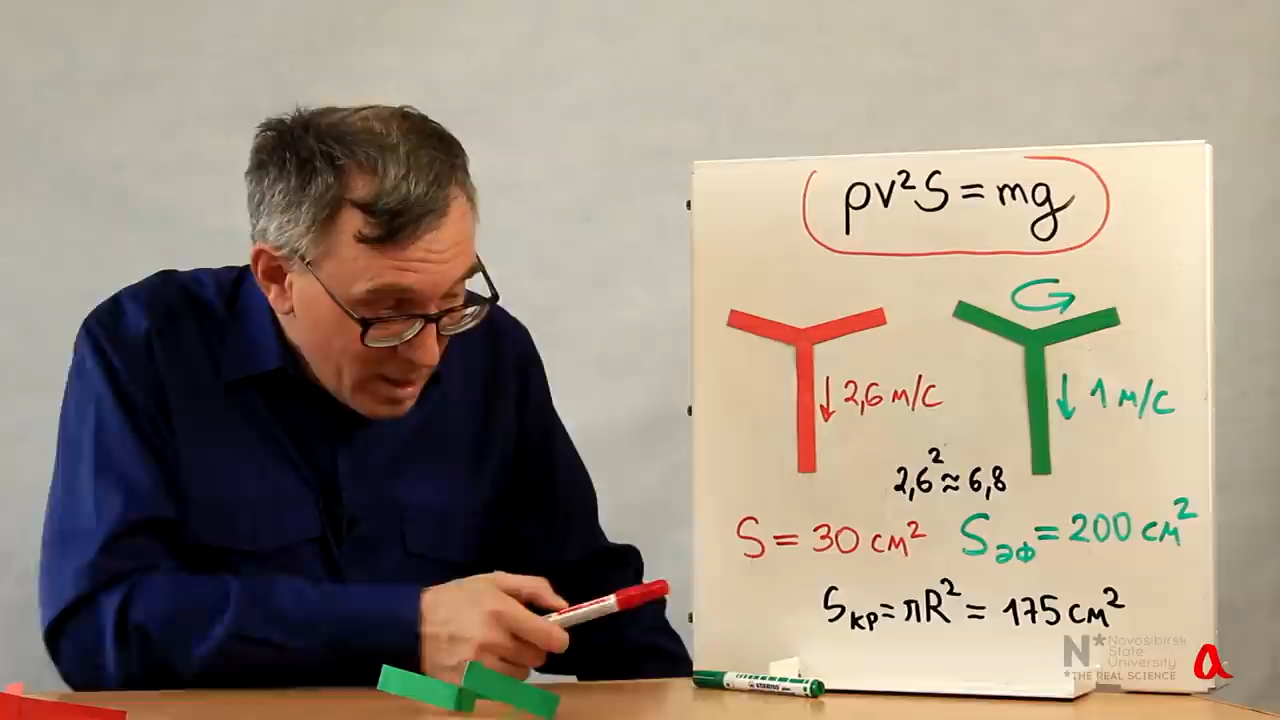 ρv²S = mg
↓ 2,6 м/с
↓ 1 м/с
2,6² ≈ 6,8
S = 30 см²
Sэф = 200 см²
Sкр = πR² = 175 см²
N* Novosibirsk
State
University
*THE REAL SCIENCE